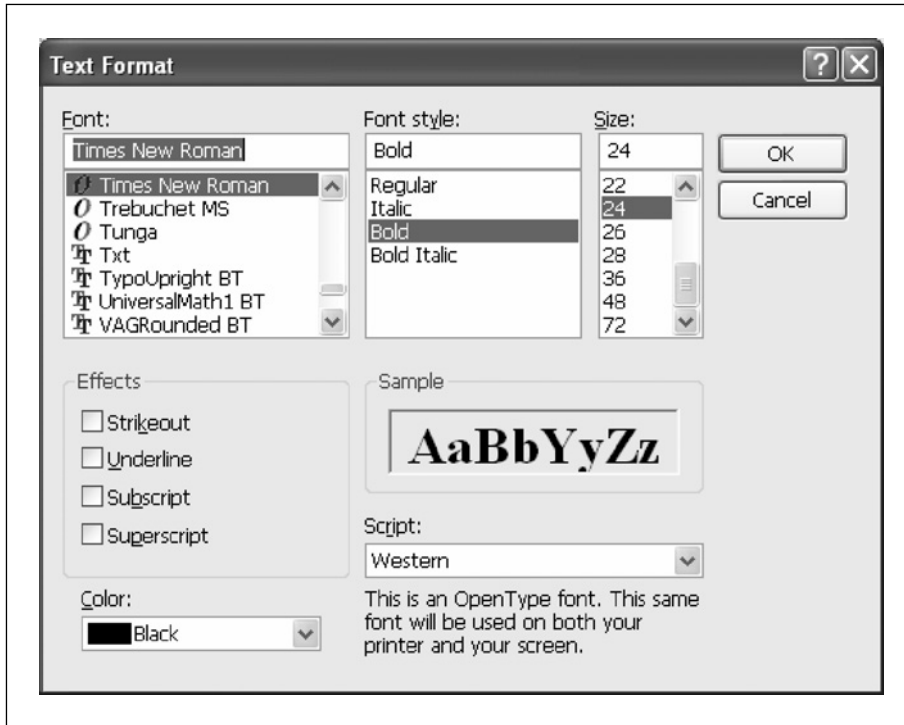 Text Format
Font:
Times New Roman
Times New Roman
Trebuchet MS
Tunga
Txt
TypoUpright BT
UniversalMath1 BT
VAGRounded BT
Font style:
Bold
Regular
Italic
Bold
Bold Italic
Size:
24
22
24
26
28
36
48
72
OK
Cancel
Effects
Strikeout
Underline
Subscript
Superscript
Sample
AaBbYyZz
Script:
Western
This is an OpenType font. This same
font will be used on both your
printer and your screen.
Color:
Black